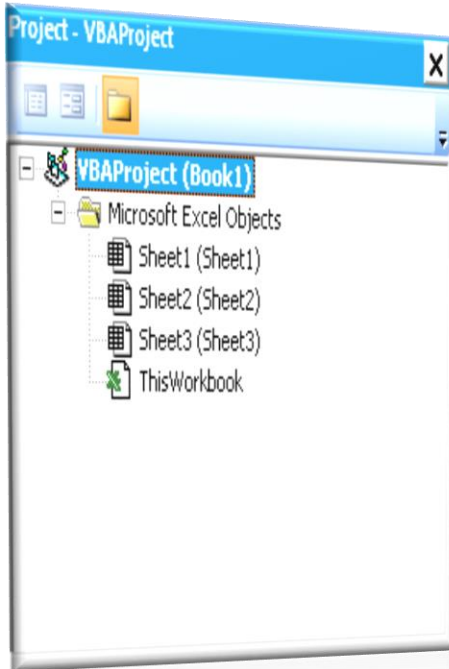 Project - VBAProject
VBAProject (Book1)
Microsoft Excel Objects
Sheet1 (Sheet1)
Sheet2 (Sheet2)
Sheet3 (Sheet3)
ThisWorkbook